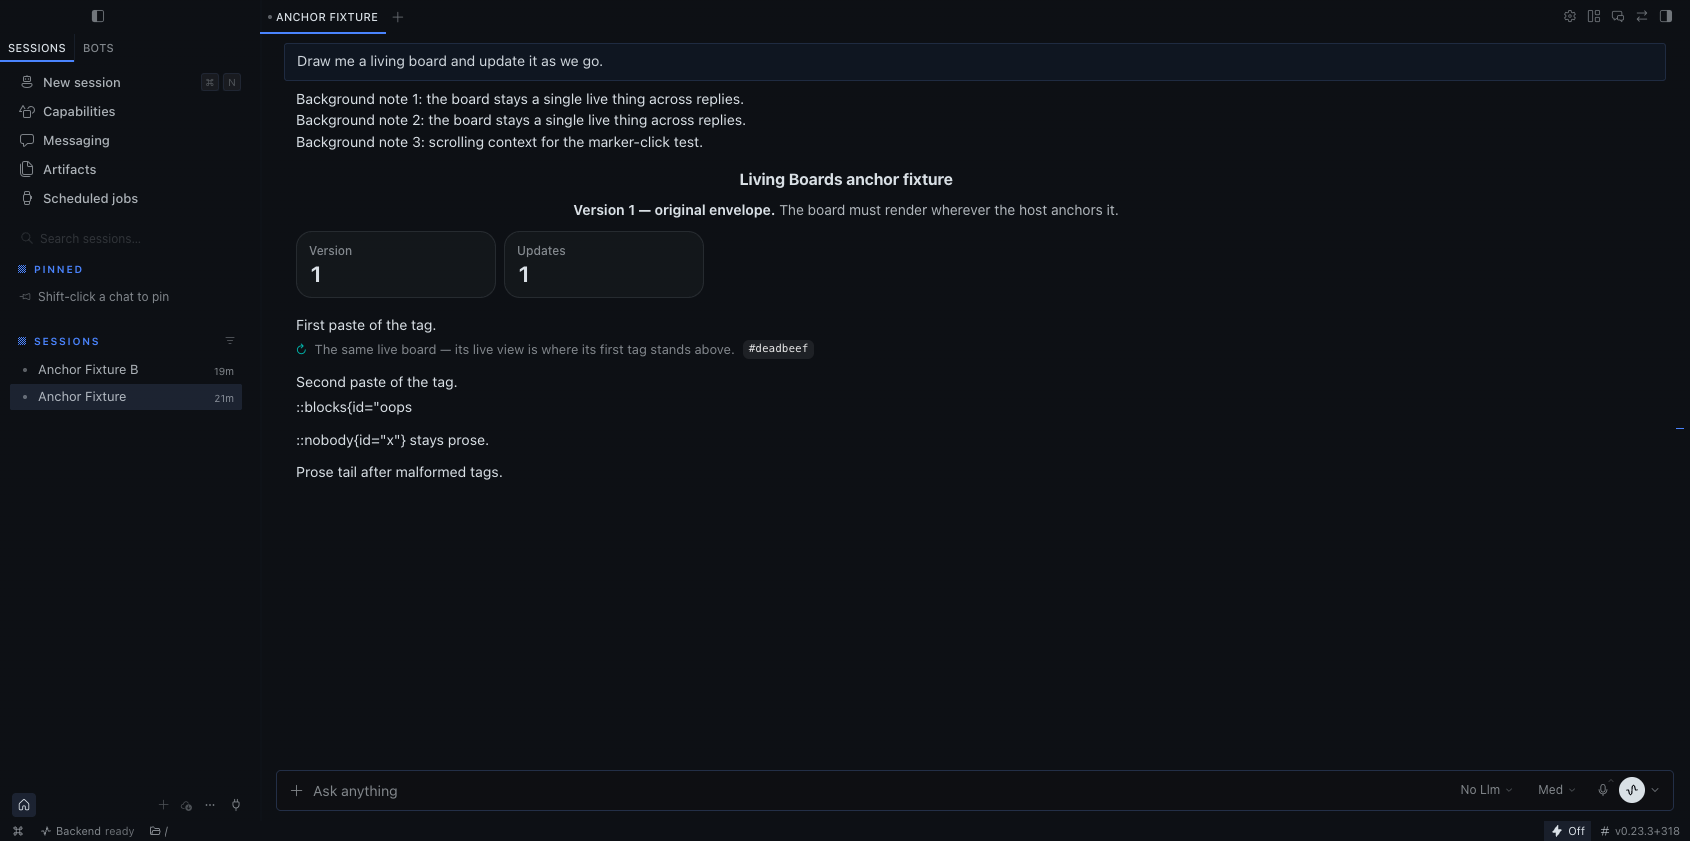 ANCHOR FIXTURE
SESSIONS
BOTS
New session
⌘ N
Capabilities
Messaging
Artifacts
Scheduled jobs
Search sessions...
PINNED
Shift-click a chat to pin
SESSIONS
Anchor Fixture B
19m
Anchor Fixture
21m
Draw me a living board and update it as we go.
Background note 1: the board stays a single live thing across replies.
Background note 2: the board stays a single live thing across replies.
Background note 3: scrolling context for the marker-click test.
Living Boards anchor fixture
Version 1 — original envelope. The board must render wherever the host anchors it.
Version
1
Updates
1
First paste of the tag.
The same live board — its live view is where its first tag stands above. #deadbeef
Second paste of the tag.
::blocks{id="oops
::nobody{id="x"} stays prose.
Prose tail after malformed tags.
Ask anything
No Llm
Med
Backend ready
/
Off
# v0.23.3+318